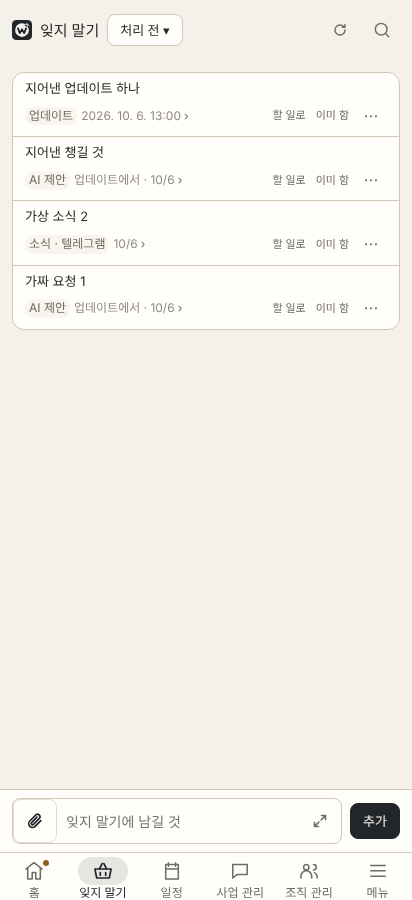 잊지 말기 처리 전 ▾
지어낸 업데이트 하나
업데이트 2026. 10. 6. 13:00 › 할 일로 이미 함 ···
지어낸 챙길 것
AI 제안 업데이트에서 · 10/6 › 할 일로 이미 함 ···
가상 소식 2
소식 · 텔레그램 10/6 › 할 일로 이미 함 ···
가짜 요청 1
AI 제안 업데이트에서 · 10/6 › 할 일로 이미 함 ···
잊지 말기에 남길 것 추가
홈 잊지 말기 일정 사업 관리 조직 관리 메뉴